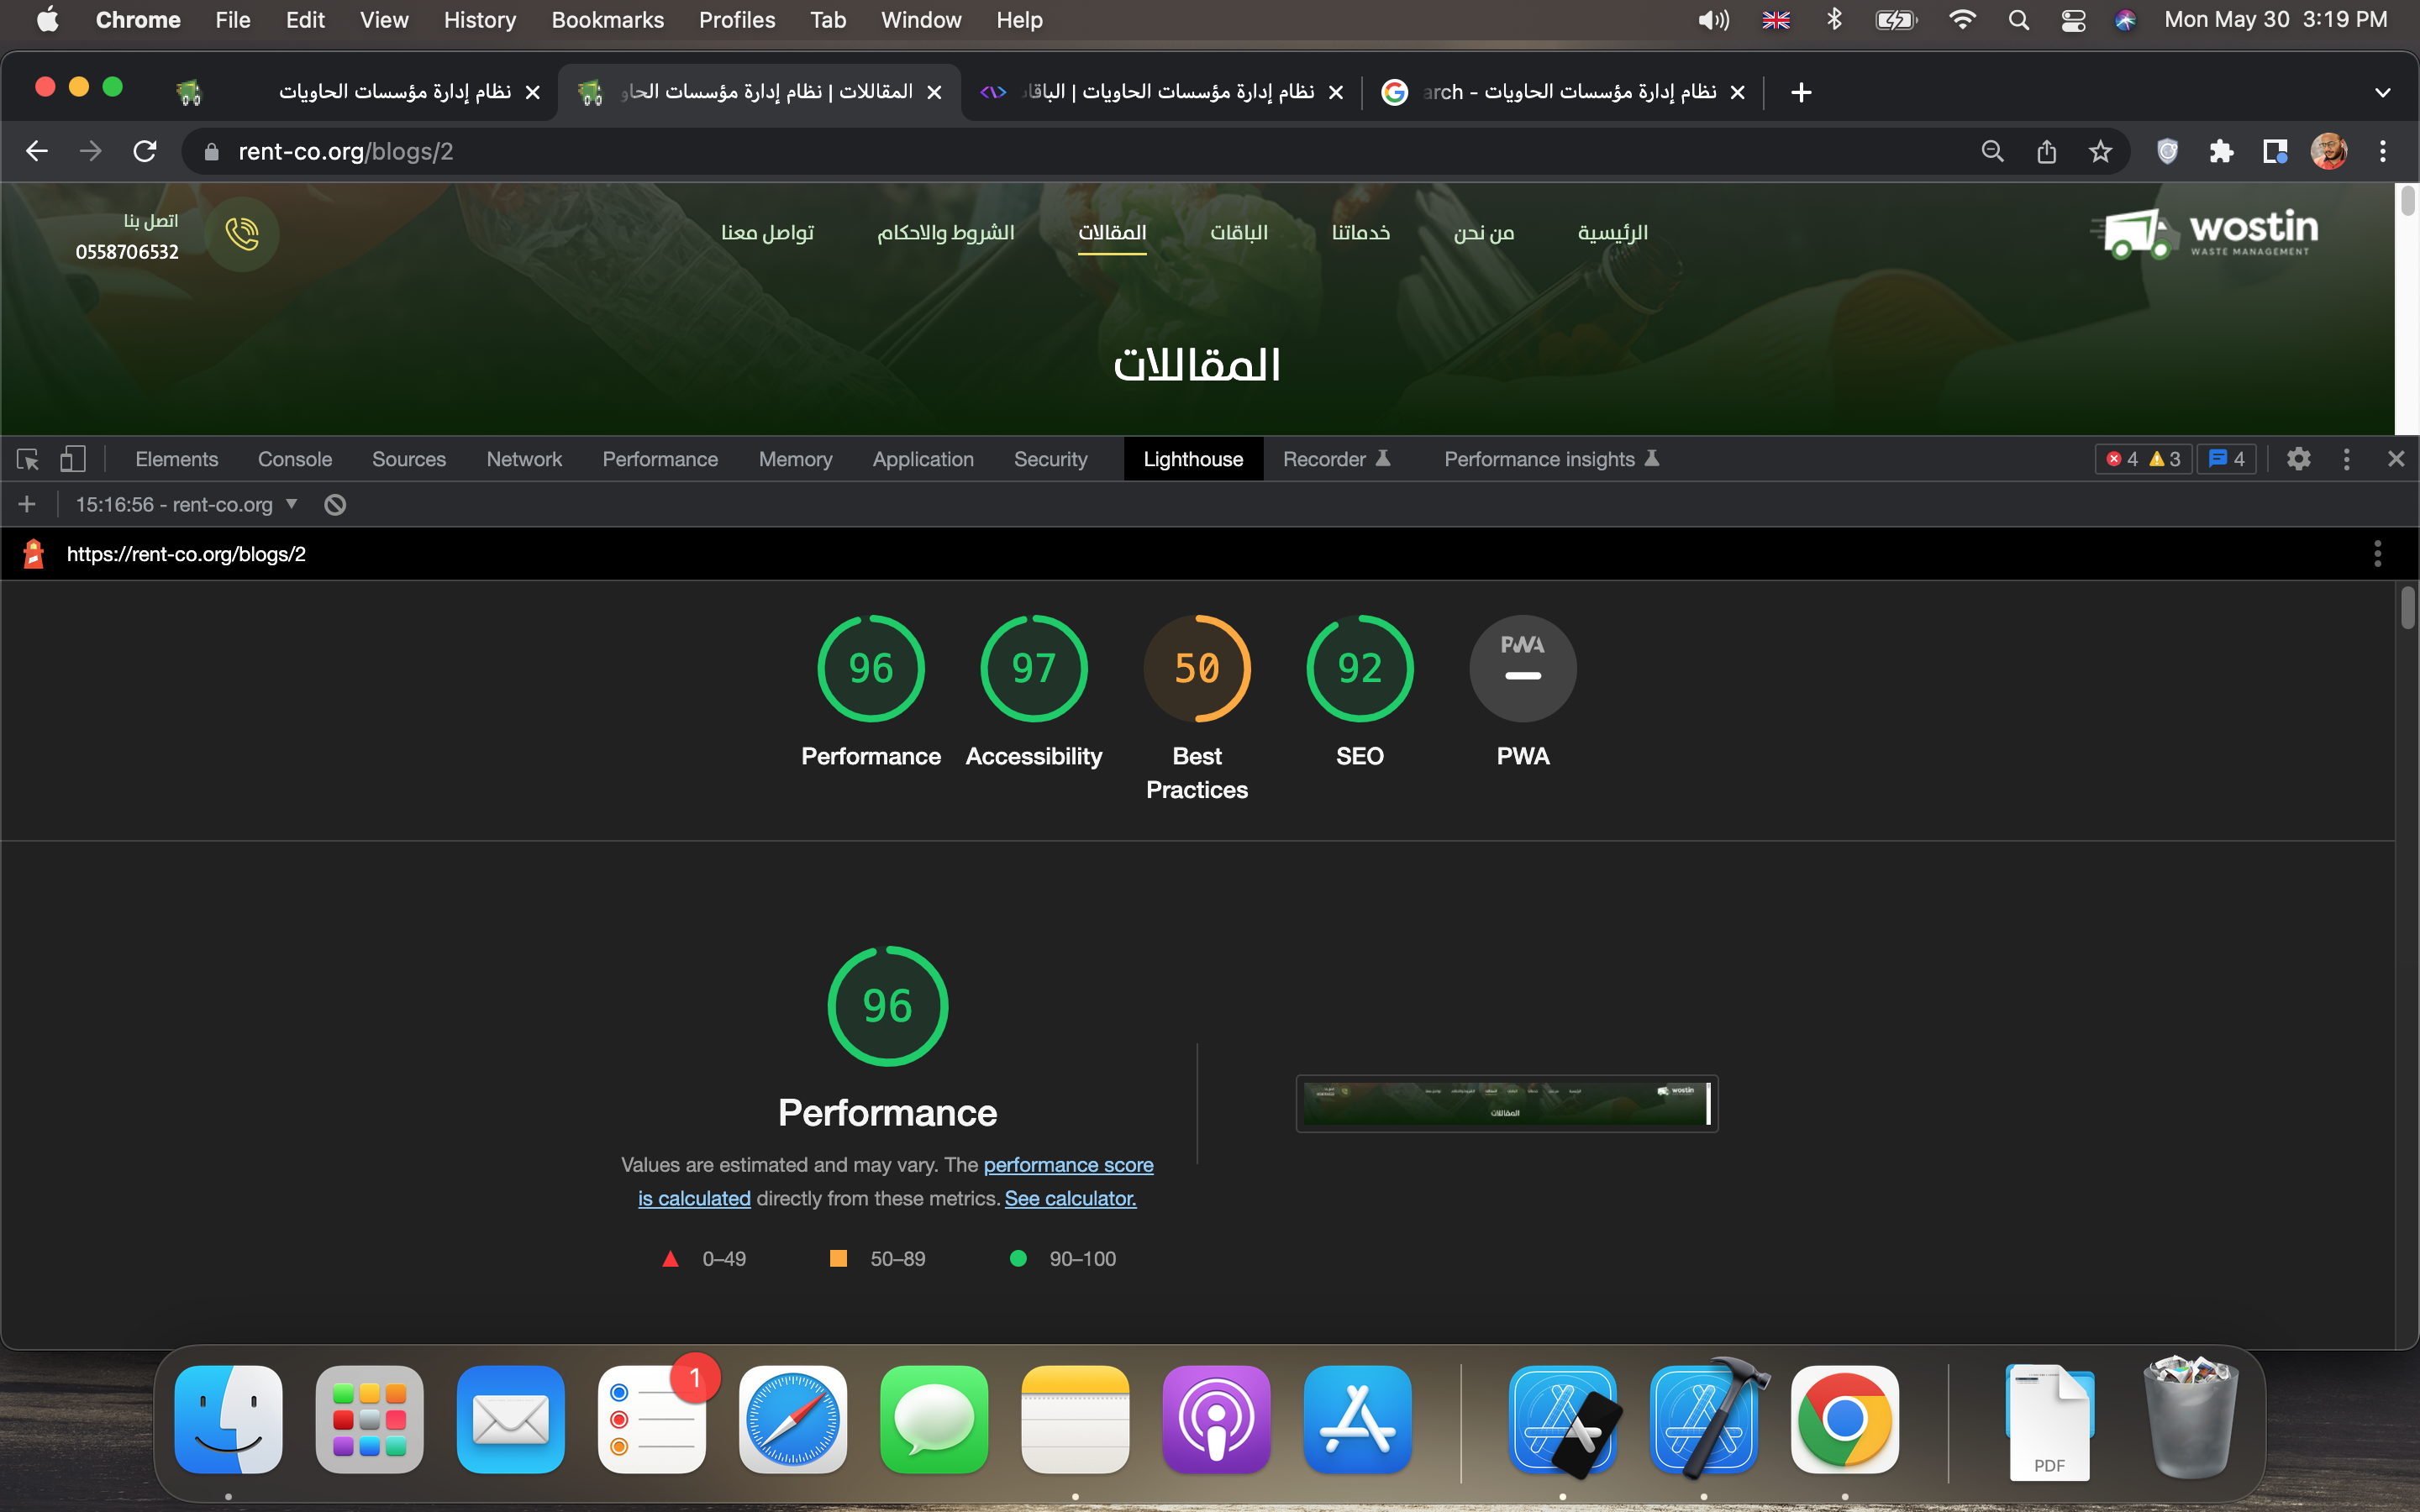 Chrome File Edit View History Bookmarks Profiles Tab Window Help Mon May 30 3:19 PM
نظام إدارة مؤسسات الحاويات
المقاللات | نظام إدارة مؤسسات الحاو
نظام إدارة مؤسسات الحاويات | الباقات
نظام إدارة مؤسسات الحاويات - arch
rent-co.org/blogs/2
wostin
WASTE MANAGEMENT
الرئيسية من نحن خدماتنا الباقات المقالات الشروط والاحكام تواصل معنا
اتصل بنا
0558706532
المقاللات
Elements Console Sources Network Performance Memory Application Security Lighthouse Recorder Performance insights 4 3 4
15:16:56 - rent-co.org
https://rent-co.org/blogs/2
96 97 50 92 PWA
Performance Accessibility Best Practices SEO PWA
96
Performance
Values are estimated and may vary. The performance score
is calculated directly from these metrics. See calculator.
0–49 50–89 90–100
wostin
المقاللات
1
PDF